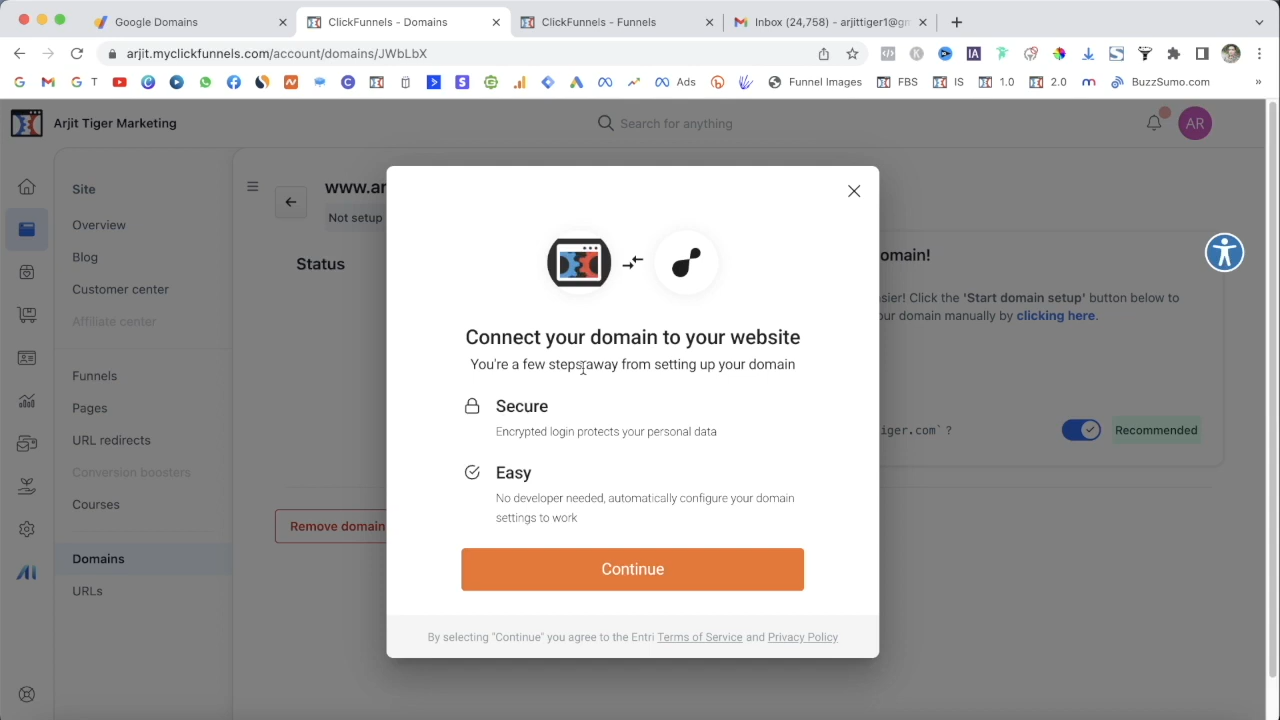 Google Domains
ClickFunnels - Domains
ClickFunnels - Funnels
Inbox (24,758) - arjittiger1@gm
arjit.myclickfunnels.com/account/domains/JWbLbX
G T
Ads
Funnel Images
FBS
IS
1.0
2.0
BuzzSumo.com
»
Arjit Tiger Marketing
Search for anything
AR
Site
Overview
Blog
Customer center
Affiliate center
Funnels
Pages
URL redirects
Conversion boosters
Courses
Domains
URLs
www.ar
Not setup
Status
omain!
sier! Click the 'Start domain setup' button below to
ur domain manually by clicking here.
tiger.com` ?
Recommended
Remove domain
Connect your domain to your website
You're a few steps away from setting up your domain
Secure
Encrypted login protects your personal data
Easy
No developer needed, automatically configure your domain
settings to work
Continue
By selecting "Continue" you agree to the Entri Terms of Service and Privacy Policy